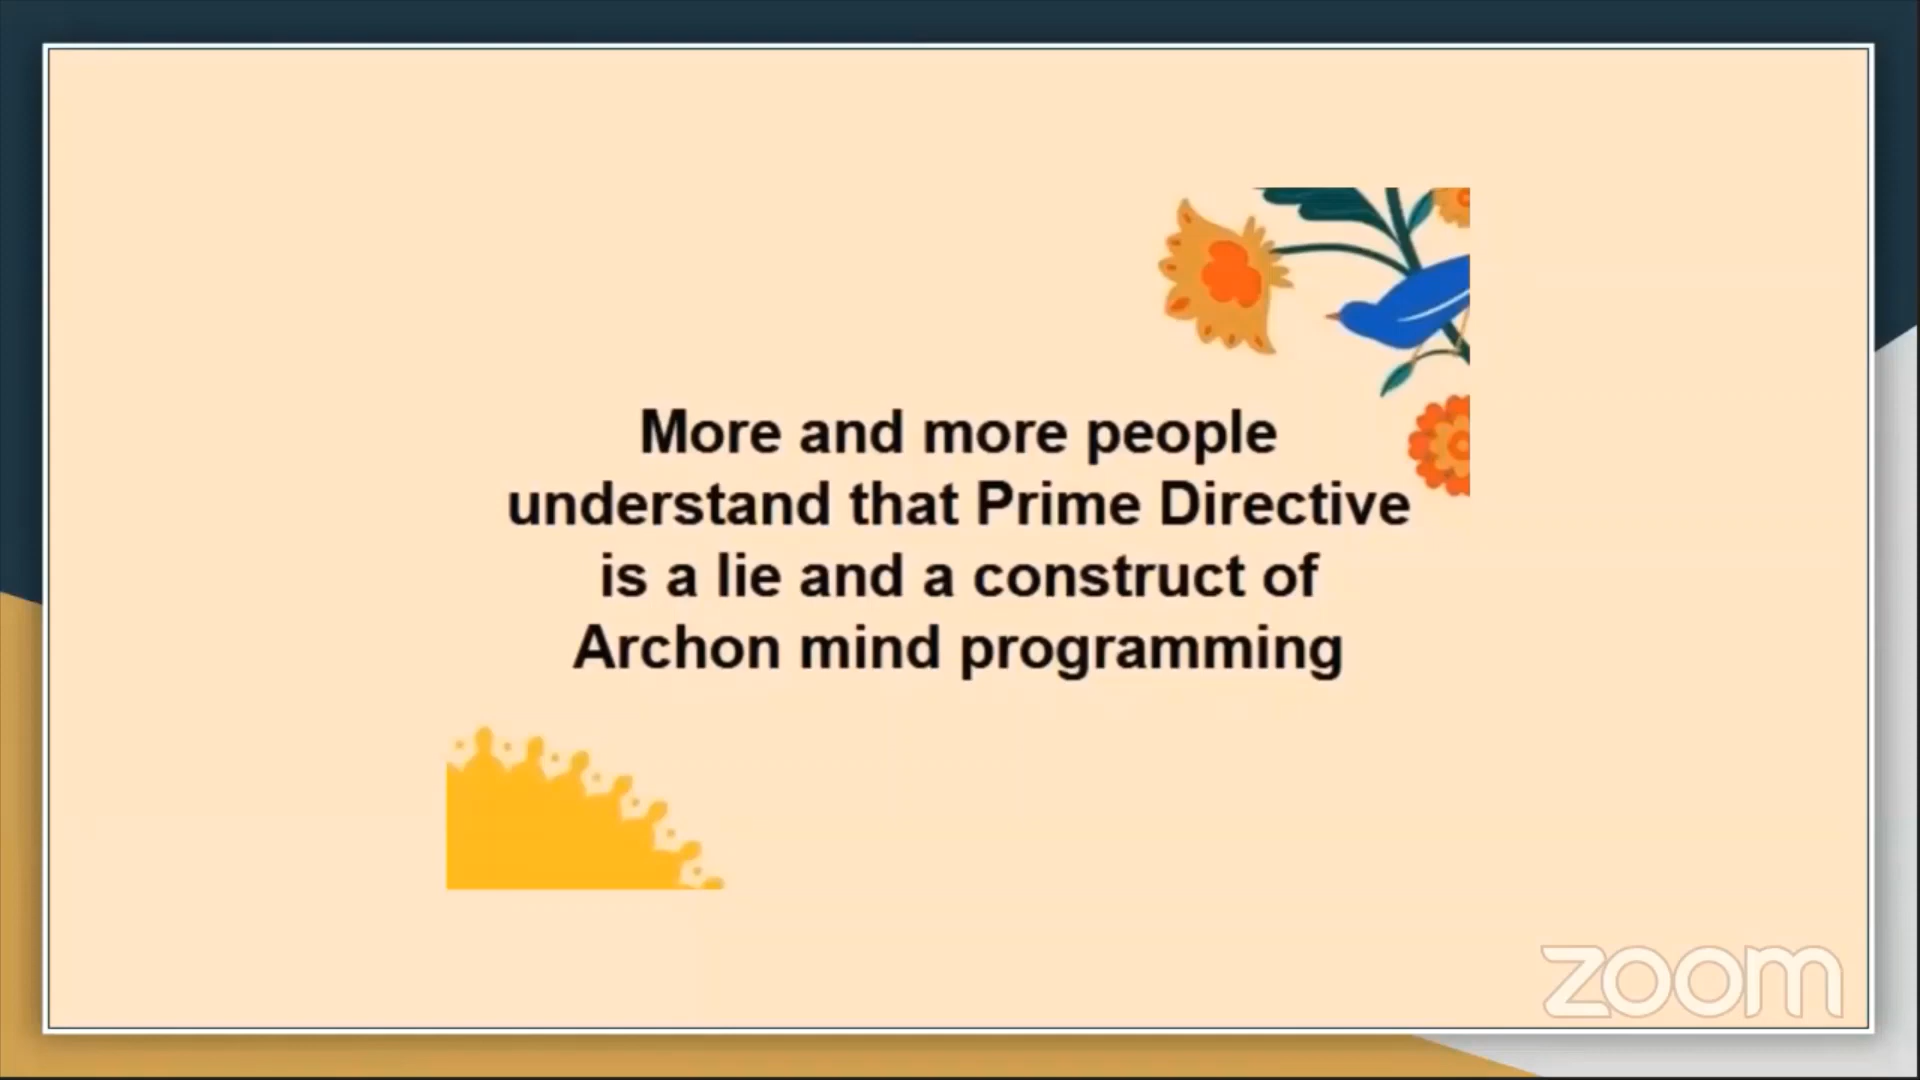 More and more people
understand that Prime Directive
is a lie and a construct of
Archon mind programming
zoom